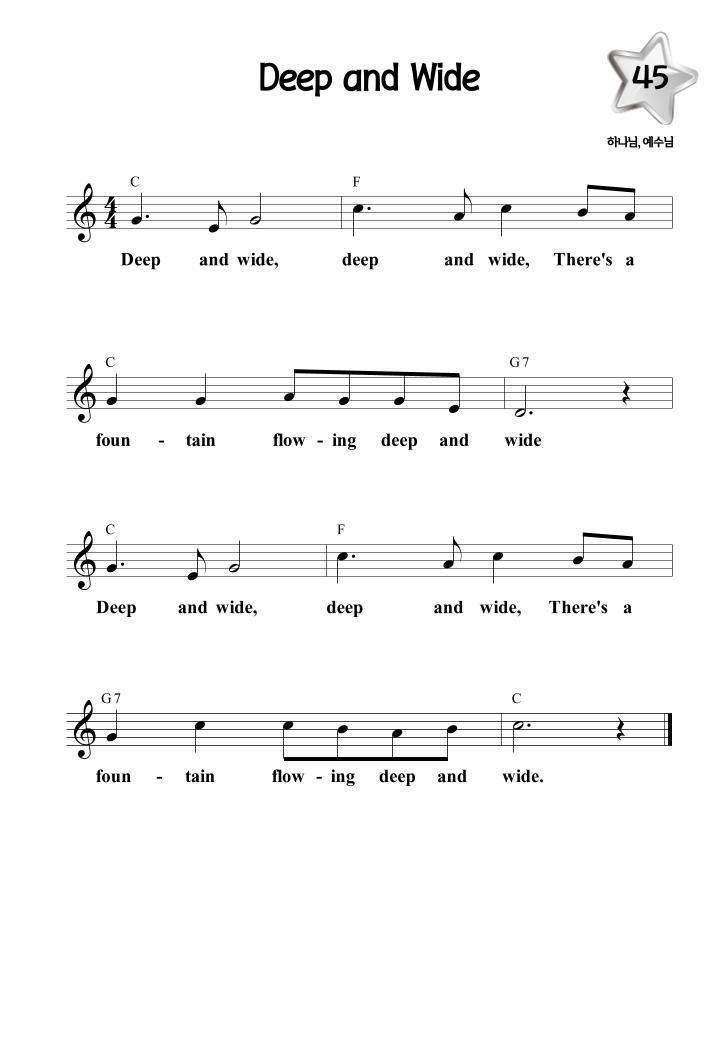 Deep and Wide
45
하나님, 예수님
C F
4
4
Deep and wide, deep and wide, There's a
C G7
foun - tain flow - ing deep and wide
C F
Deep and wide, deep and wide, There's a
G7 C
foun - tain flow - ing deep and wide.